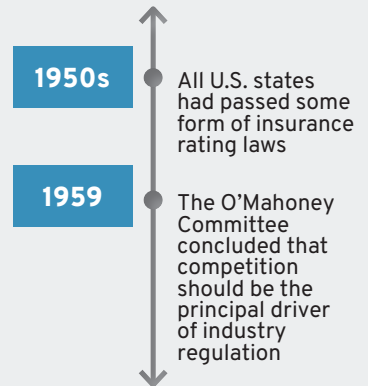 1950s
All U.S. states
had passed some
form of insurance
rating laws
1959
The O’Mahoney
Committee
concluded that
competition
should be the
principal driver
of industry
regulation